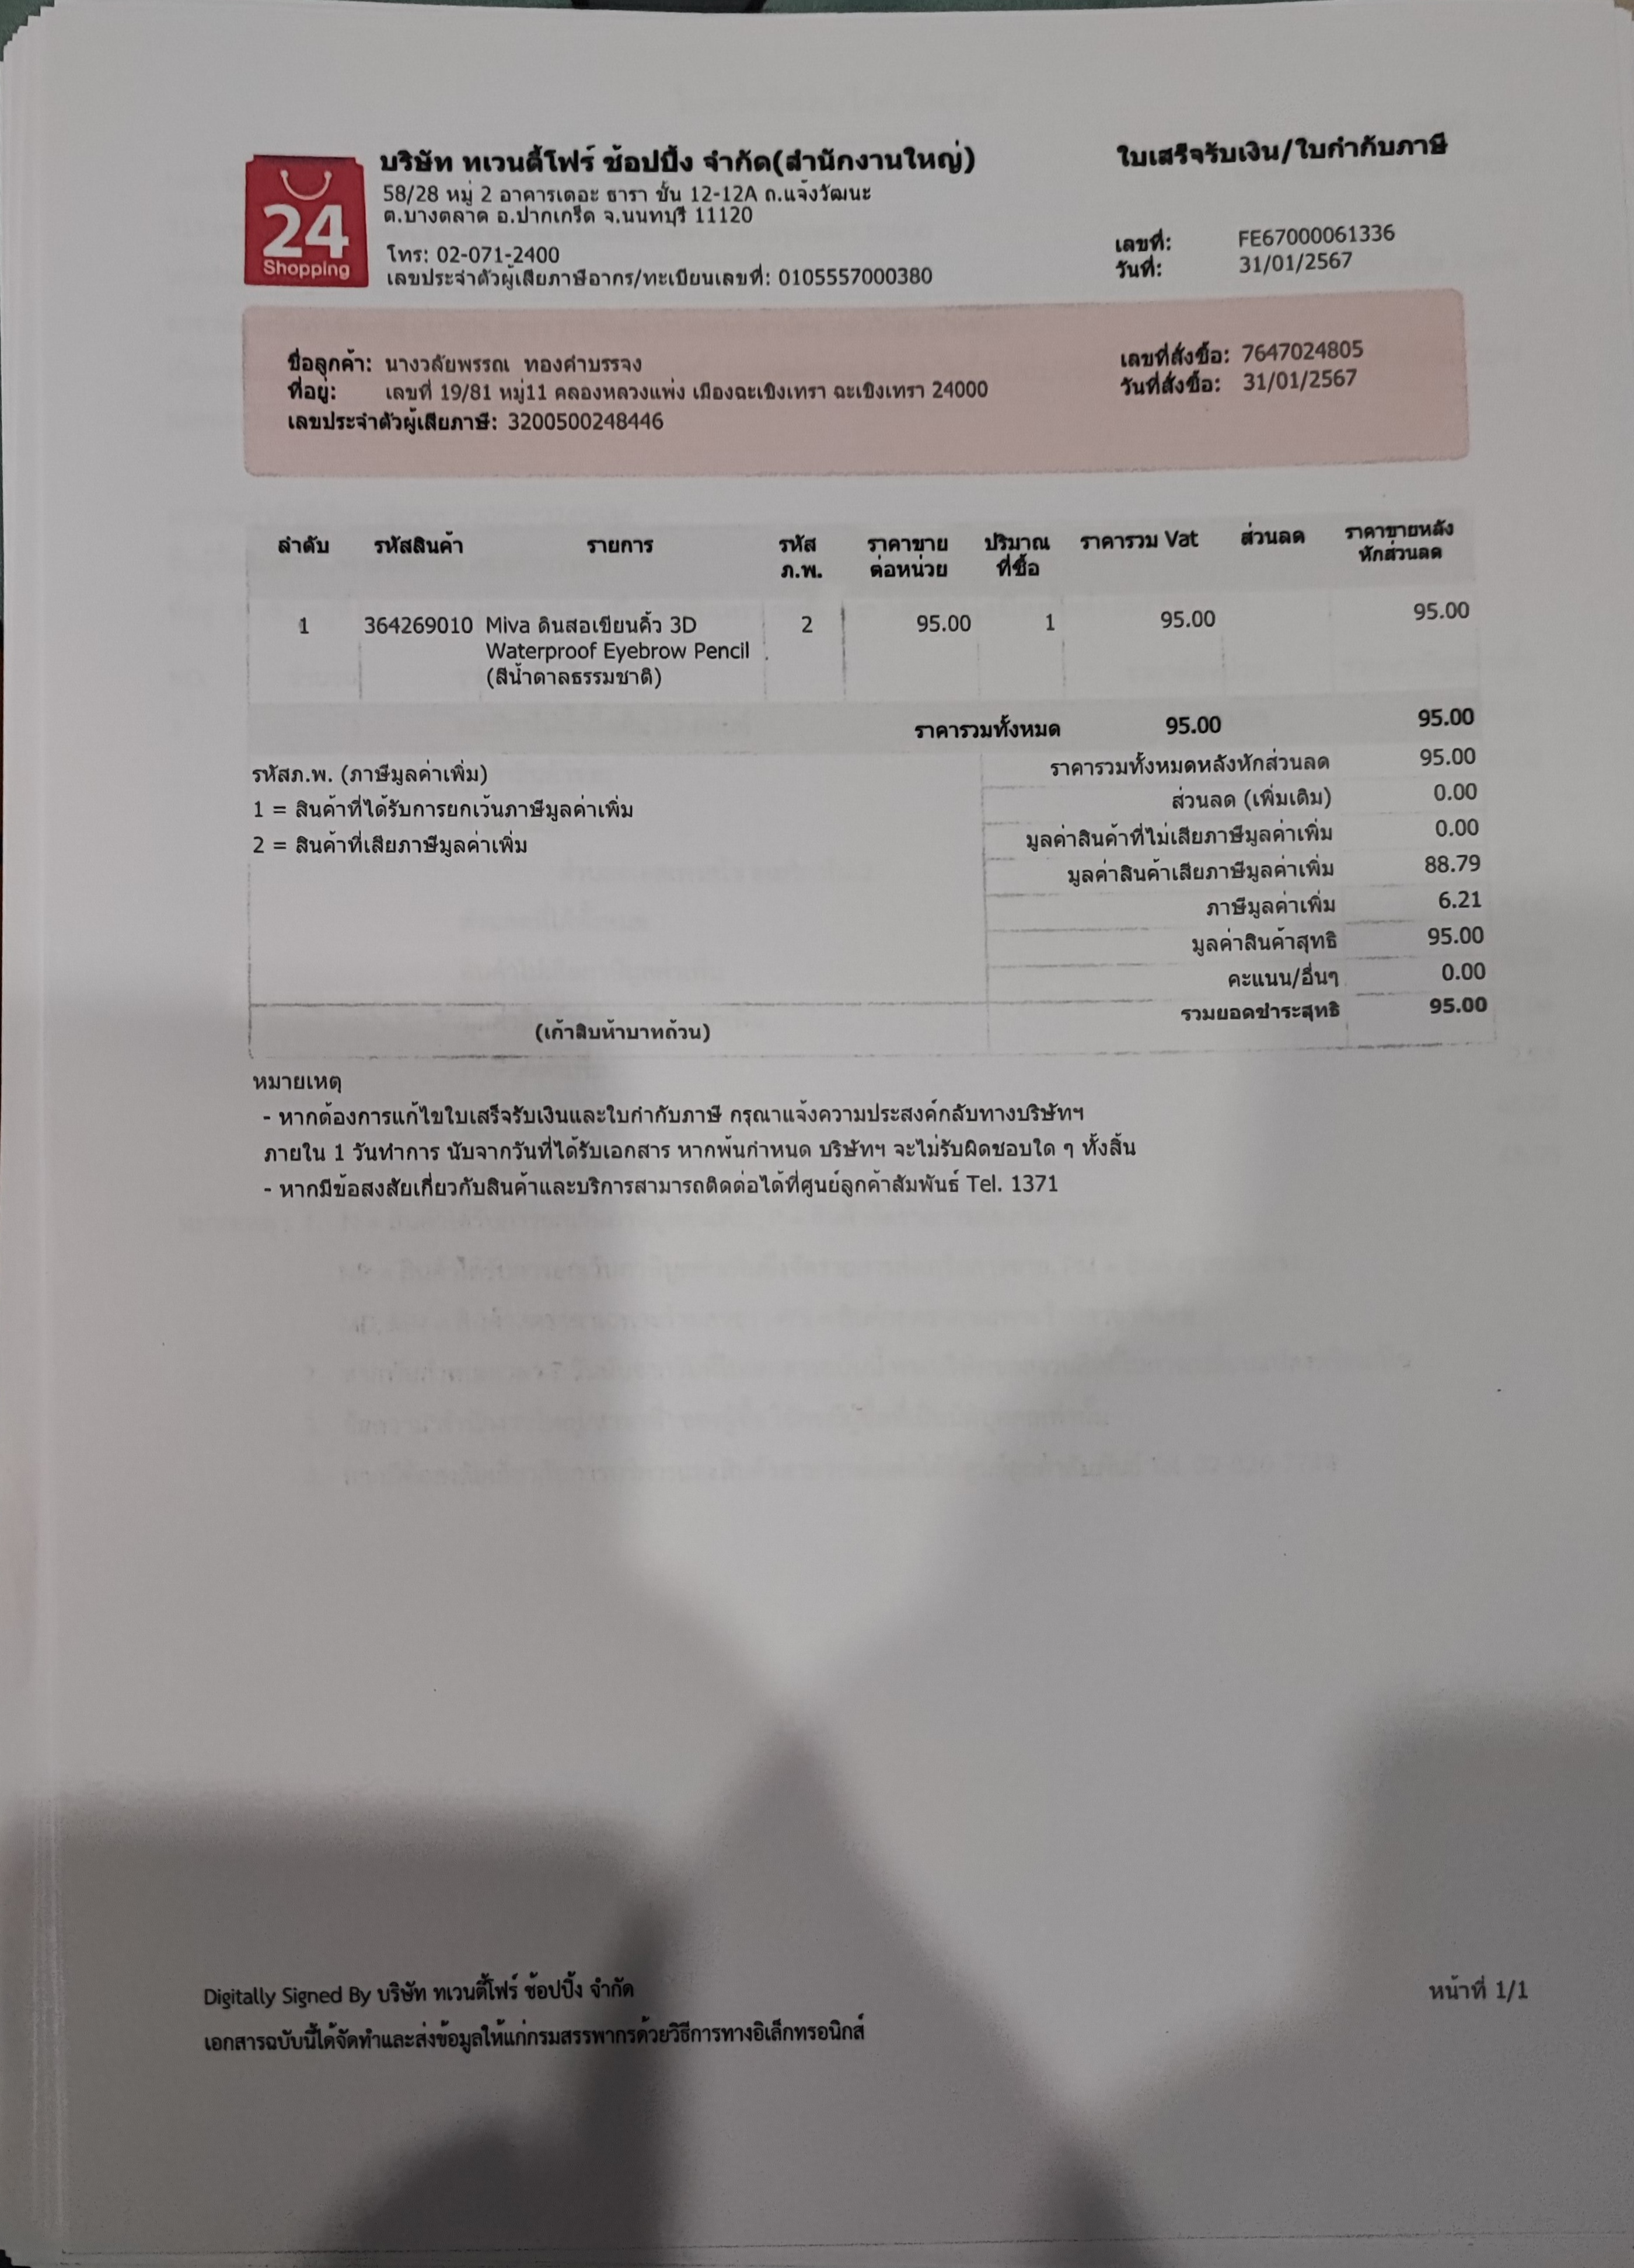 24
Shopping
บริษัท ทเวนตี้โฟร์ ช้อปปิ้ง จำกัด(สำนักงานใหญ่)
58/28 หมู่ 2 อาคารเดอะ ธารา ชั้น 12-12A ถ.แจ้งวัฒนะ
ต.บางตลาด อ.ปากเกร็ด จ.นนทบุรี 11120
โทร: 02-071-2400
เลขประจำตัวผู้เสียภาษีอากร/ทะเบียนเลขที่: 0105557000380
ใบเสร็จรับเงิน/ใบกำกับภาษี
เลขที่: FE67000061336
วันที่: 31/01/2567
ชื่อลูกค้า: นางวลัยพรรณ ทองคำบรรจง
ที่อยู่: เลขที่ 19/81 หมู่11 คลองหลวงแพ่ง เมืองฉะเชิงเทรา ฉะเชิงเทรา 24000
เลขประจำตัวผู้เสียภาษี: 3200500248446
เลขที่สั่งซื้อ: 7647024805
วันที่สั่งซื้อ: 31/01/2567
ลำดับ รหัสสินค้า รายการ รหัส ภ.พ. ราคาขาย ต่อหน่วย ปริมาณ ที่ซื้อ ราคารวม Vat ส่วนลด ราคาขายหลัง หักส่วนลด
1 364269010 Miva ดินสอเขียนคิ้ว 3D 2 95.00 1 95.00 95.00
Waterproof Eyebrow Pencil
(สีน้ำตาลธรรมชาติ)
ราคารวมทั้งหมด 95.00 95.00
รหัสภ.พ. (ภาษีมูลค่าเพิ่ม)
1 = สินค้าที่ได้รับการยกเว้นภาษีมูลค่าเพิ่ม
2 = สินค้าที่เสียภาษีมูลค่าเพิ่ม
ราคารวมทั้งหมดหลังหักส่วนลด 95.00
ส่วนลด (เพิ่มเติม) 0.00
มูลค่าสินค้าที่ไม่เสียภาษีมูลค่าเพิ่ม 0.00
มูลค่าสินค้าเสียภาษีมูลค่าเพิ่ม 88.79
ภาษีมูลค่าเพิ่ม 6.21
มูลค่าสินค้าสุทธิ 95.00
คะแนน/อื่นๆ 0.00
(เก้าสิบห้าบาทถ้วน) รวมยอดชำระสุทธิ 95.00
หมายเหตุ
- หากต้องการแก้ไขใบเสร็จรับเงินและใบกำกับภาษี กรุณาแจ้งความประสงค์กลับทางบริษัทฯ
ภายใน 1 วันทำการ นับจากวันที่ได้รับเอกสาร หากพ้นกำหนด บริษัทฯ จะไม่รับผิดชอบใด ๆ ทั้งสิ้น
- หากมีข้อสงสัยเกี่ยวกับสินค้าและบริการสามารถติดต่อได้ที่ศูนย์ลูกค้าสัมพันธ์ Tel. 1371
Digitally Signed By บริษัท ทเวนตี้โฟร์ ช้อปปิ้ง จำกัด
เอกสารฉบับนี้ได้จัดทำและส่งข้อมูลให้แก่กรมสรรพากรด้วยวิธีการทางอิเล็กทรอนิกส์
หน้าที่ 1/1